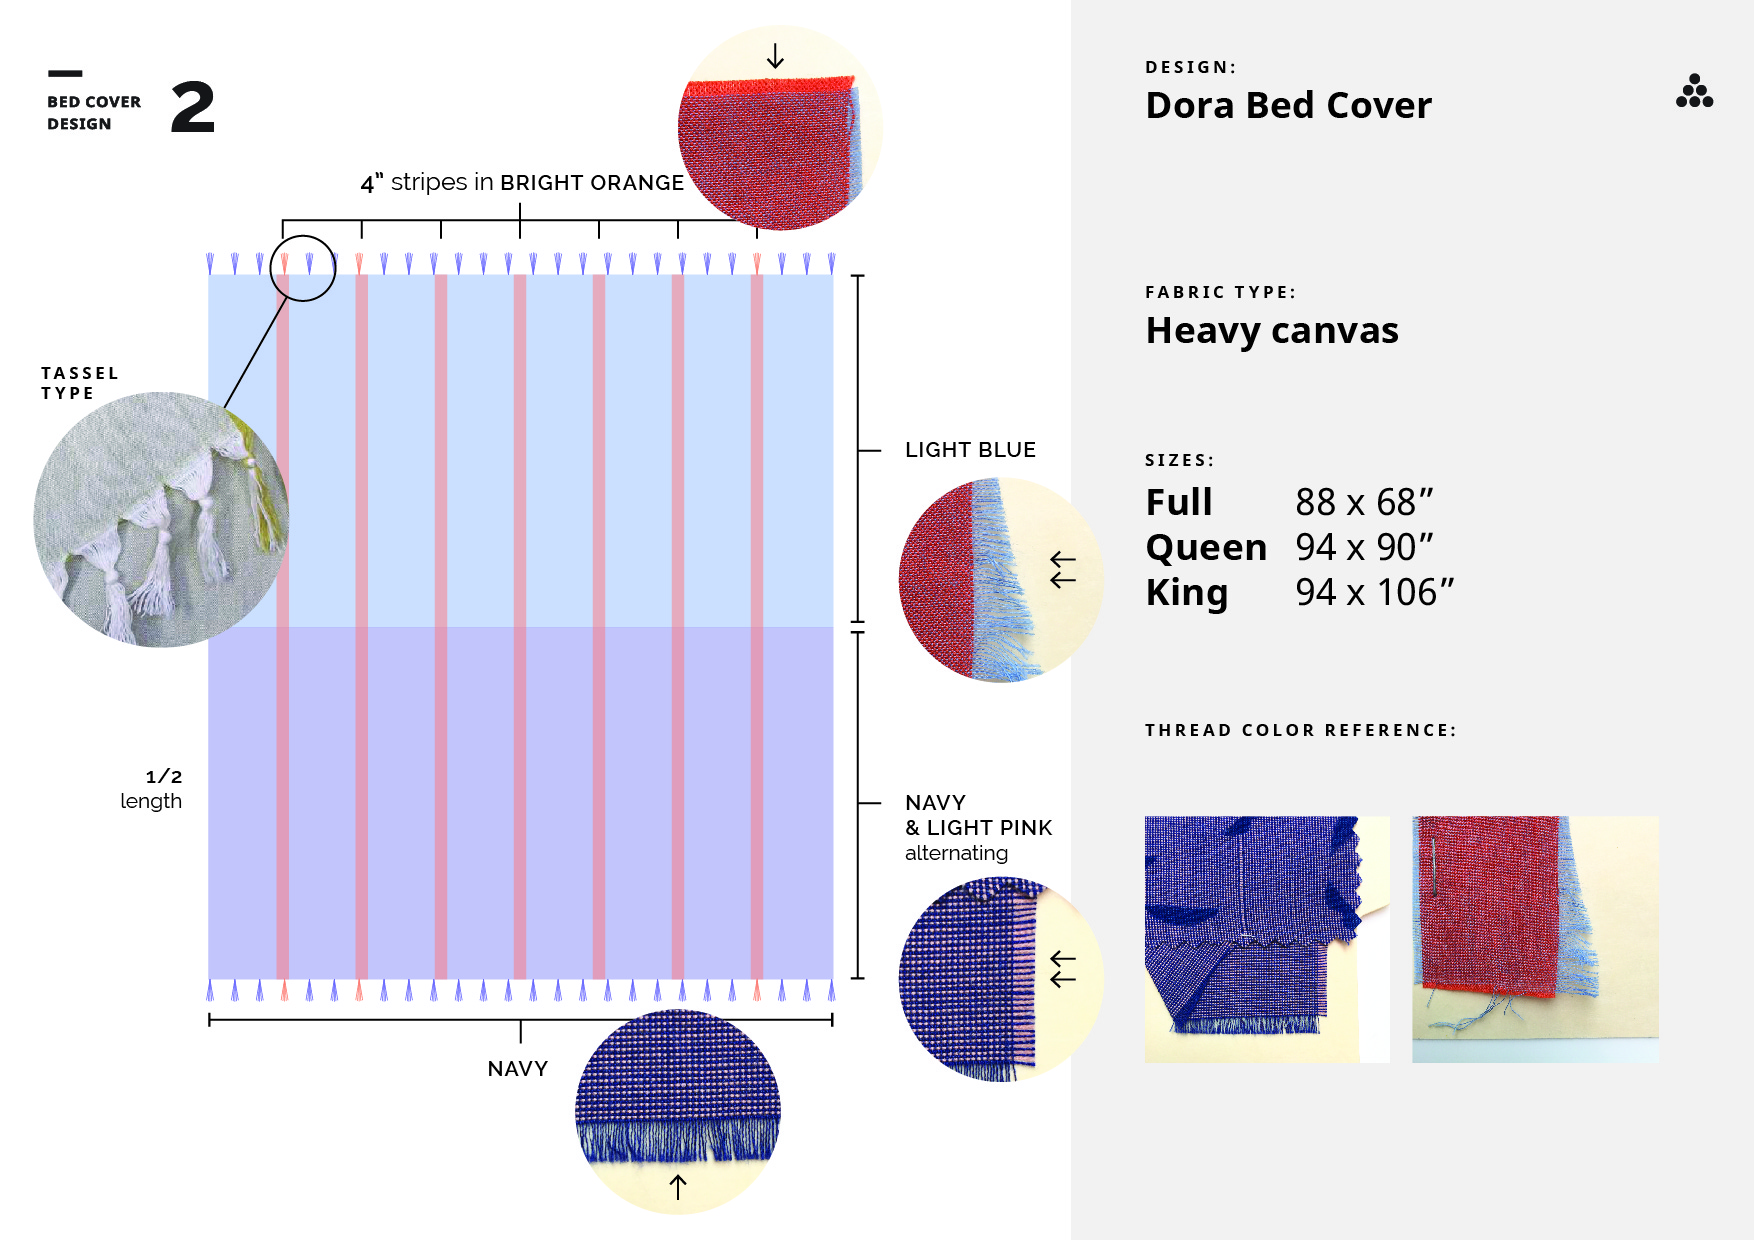 BED COVER
DESIGN
2
4” stripes in BRIGHT ORANGE
TASSEL
TYPE
LIGHT BLUE
1/2
length
NAVY
& LIGHT PINK
alternating
NAVY
DESIGN:
Dora Bed Cover
FABRIC TYPE:
Heavy canvas
SIZES:
Full 88 x 68”
Queen 94 x 90”
King 94 x 106”
THREAD COLOR REFERENCE: